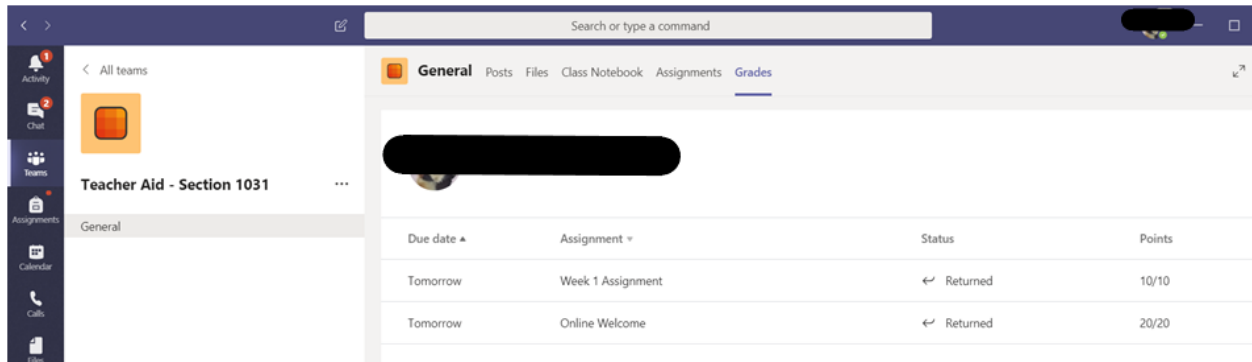 Search or type a command
1
Activity
2
Chat
Teams
Assignments
Calendar
Calls
Files
All teams
Teacher Aid - Section 1031
General
General Posts Files Class Notebook Assignments Grades
Due date Assignment Status Points
Tomorrow Week 1 Assignment Returned 10/10
Tomorrow Online Welcome Returned 20/20